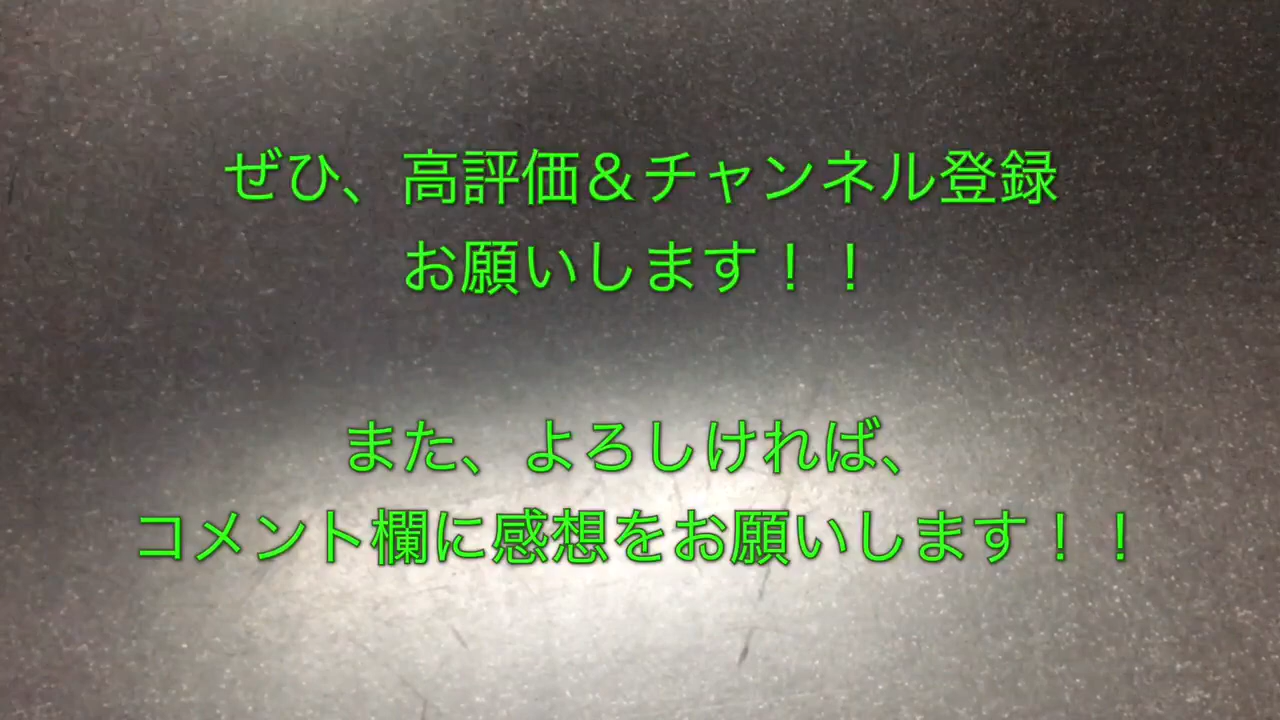 ぜひ、高評価＆チャンネル登録
お願いします！！
また、よろしければ、
コメント欄に感想をお願いします！！